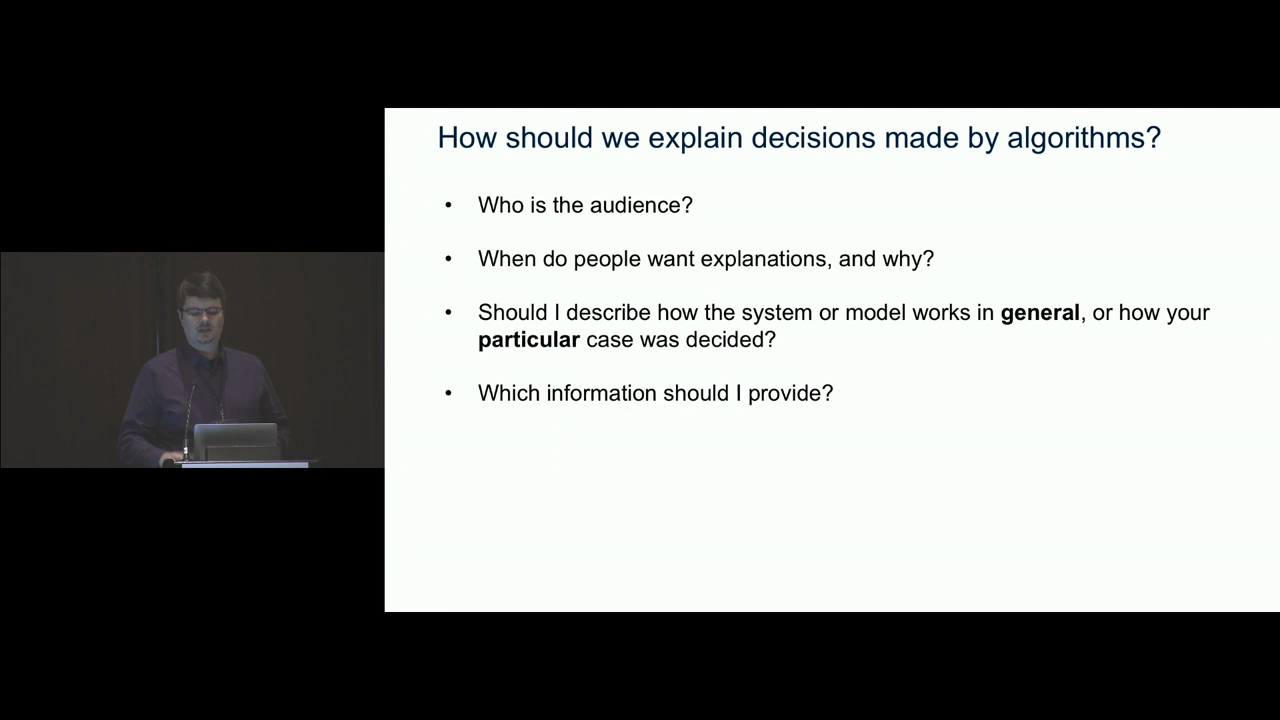 How should we explain decisions made by algorithms?
• Who is the audience?
• When do people want explanations, and why?
• Should I describe how the system or model works in general, or how your
particular case was decided?
• Which information should I provide?